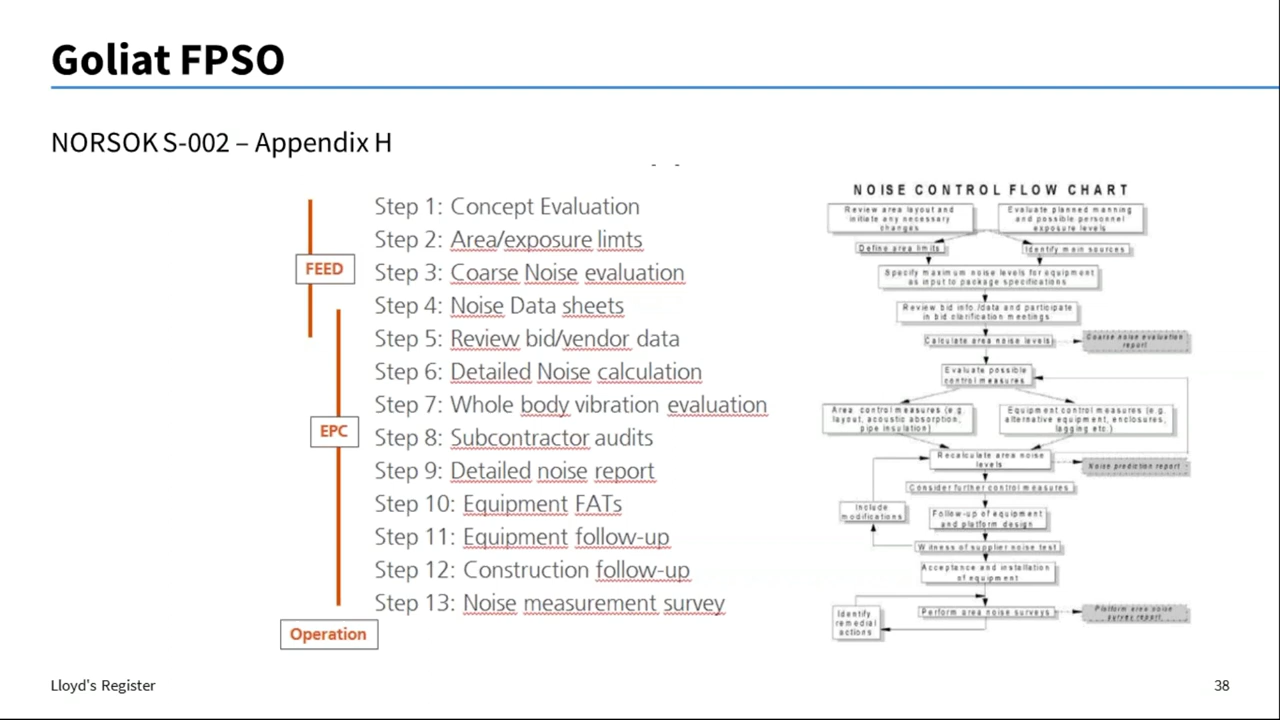 Goliat FPSO
NORSOK S-002 – Appendix H
FEED
EPC
Operation
Step 1: Concept Evaluation
Step 2: Area/exposure limts
Step 3: Coarse Noise evaluation
Step 4: Noise Data sheets
Step 5: Review bid/vendor data
Step 6: Detailed Noise calculation
Step 7: Whole body vibration evaluation
Step 8: Subcontractor audits
Step 9: Detailed noise report
Step 10: Equipment FATs
Step 11: Equipment follow-up
Step 12: Construction follow-up
Step 13: Noise measurement survey
NOISE CONTROL FLOW CHART
Review area layout and
initiate any necessary
changes
Evaluate planned manning
and possible personnel
exposure levels
Define area limits
Identify main sources
Specify maximum noise levels for equipment
as input to package specifications
Review bid info/data and participate
in bid clarification meetings
Calculate area noise levels
Coarse noise evaluation
report
Evaluate possible
control measures
Area control measures (e.g.
layout, acoustic absorption,
pipe insulation)
Equipment control measures (e.g.
alternative equipment, enclosures,
lagging etc.)
Recalculate area noise
levels
Noise prediction report
Consider further control measures
Include
modifications
Follow-up of equipment
and platform design
Witness of supplier noise test
Acceptance and installation
of equipment
Identify
remedial
actions
Perform area noise surveys
Platform area noise
survey report
Lloyd's Register
38